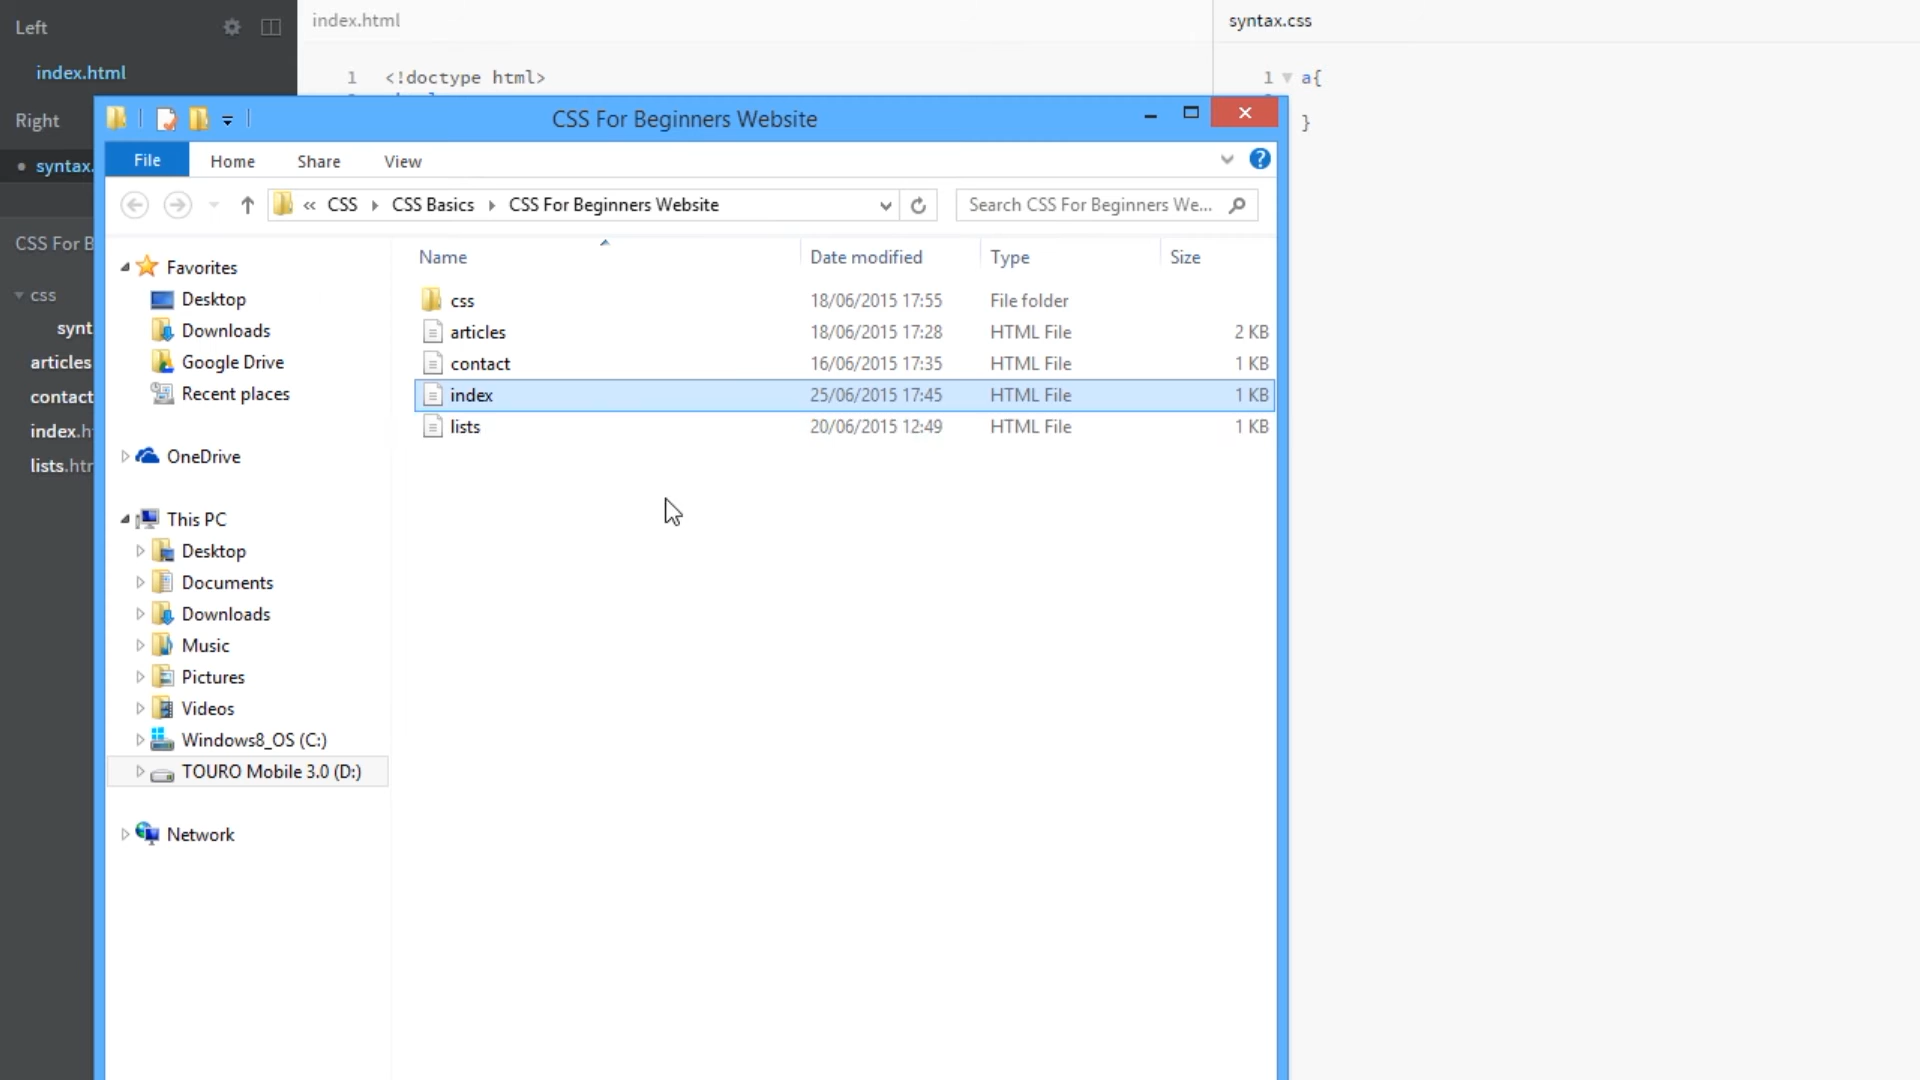 Left
index.html
Right
syntax.
CSS For B
css
synt
articles
contact
index.h
lists.htr
index.html
1 <!doctype html>
syntax.css
1 a{
}
CSS For Beginners Website
File Home Share View
« CSS CSS Basics CSS For Beginners Website
Search CSS For Beginners We...
Favorites
Desktop
Downloads
Google Drive
Recent places
OneDrive
This PC
Desktop
Documents
Downloads
Music
Pictures
Videos
Windows8_OS (C:)
TOURO Mobile 3.0 (D:)
Network
Name Date modified Type Size
css 18/06/2015 17:55 File folder
articles 18/06/2015 17:28 HTML File 2 KB
contact 16/06/2015 17:35 HTML File 1 KB
index 25/06/2015 17:45 HTML File 1 KB
lists 20/06/2015 12:49 HTML File 1 KB